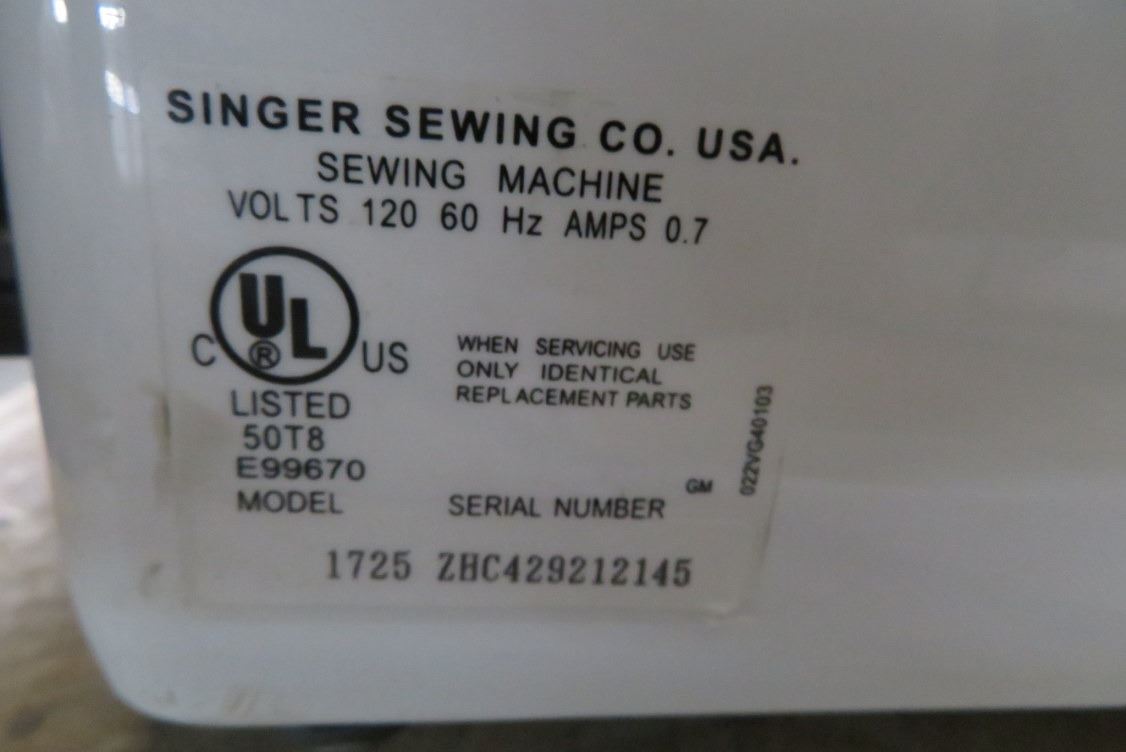 SINGER SEWING CO. USA.
SEWING MACHINE
VOLTS 120 60 Hz AMPS 0.7
C UL ® US
LISTED
50T8
E99670
MODEL
WHEN SERVICING USE
ONLY IDENTICAL
REPLACEMENT PARTS
022VG40103
GM
SERIAL NUMBER
1725 ZHC429212145